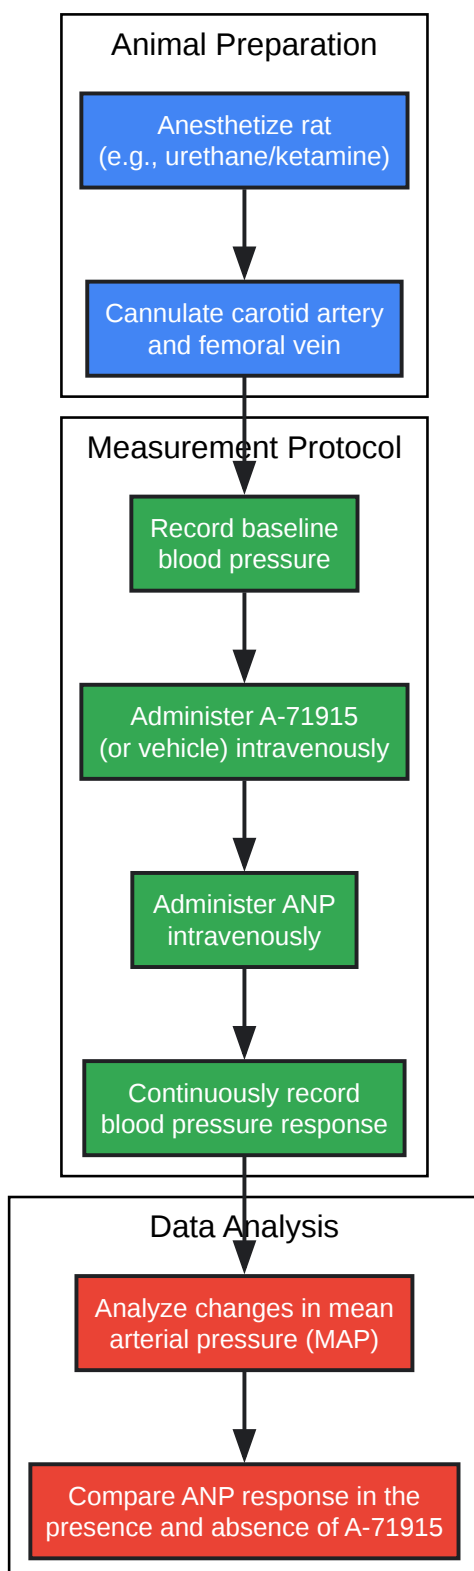 Animal Preparation
Anesthetize rat
(e.g., urethane/ketamine)
Cannulate carotid artery
and femoral vein
Measurement Protocol
Record baseline
blood pressure
Administer A-71915
(or vehicle) intravenously
Administer ANP
intravenously
Continuously record
blood pressure response
Data Analysis
Analyze changes in mean
arterial pressure (MAP)
Compare ANP response in the
presence and absence of A-71915